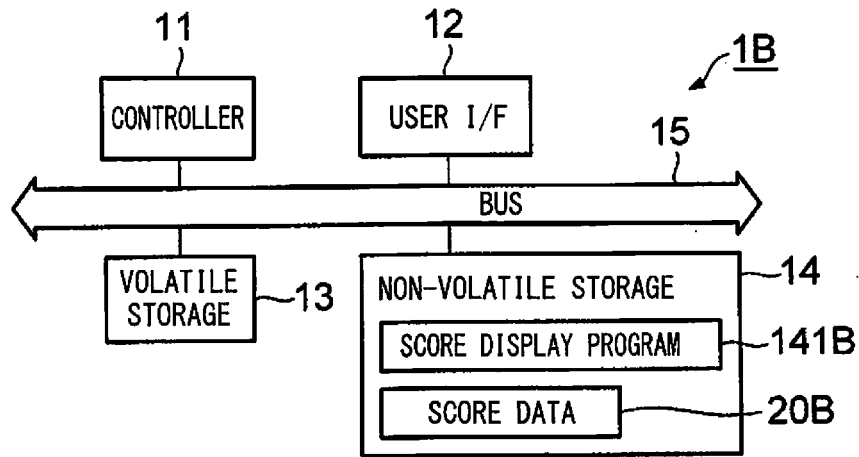 11
12
1B
CONTROLLER
USER I/F
15
BUS
VOLATILE
STORAGE
13
NON-VOLATILE STORAGE
14
SCORE DISPLAY PROGRAM
141B
SCORE DATA
20B